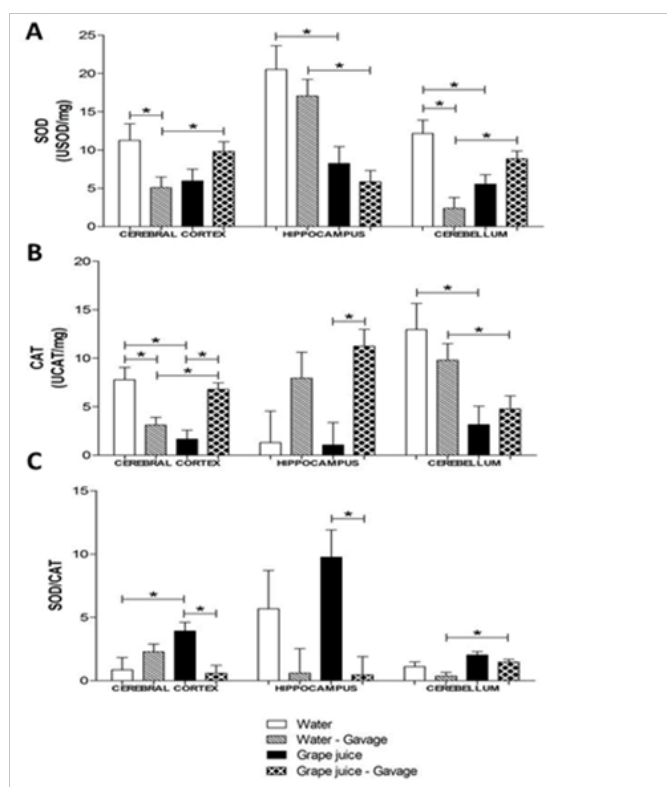 A
SOD
(USOD/mg)
25
20
15
10
5
0
* * * * * * *
CEREBRAL CORTEX HIPPOCAMPUS CEREBELLUM
B
CAT
(UCAT/mg)
20
15
10
5
0
* * * * * * *
CEREBRAL CORTEX HIPPOCAMPUS CEREBELLUM
C
SOD/CAT
15
10
5
0
* * * *
CEREBRAL CORTEX HIPPOCAMPUS CEREBELLUM
Water
Water - Gavage
Grape juice
Grape juice - Gavage